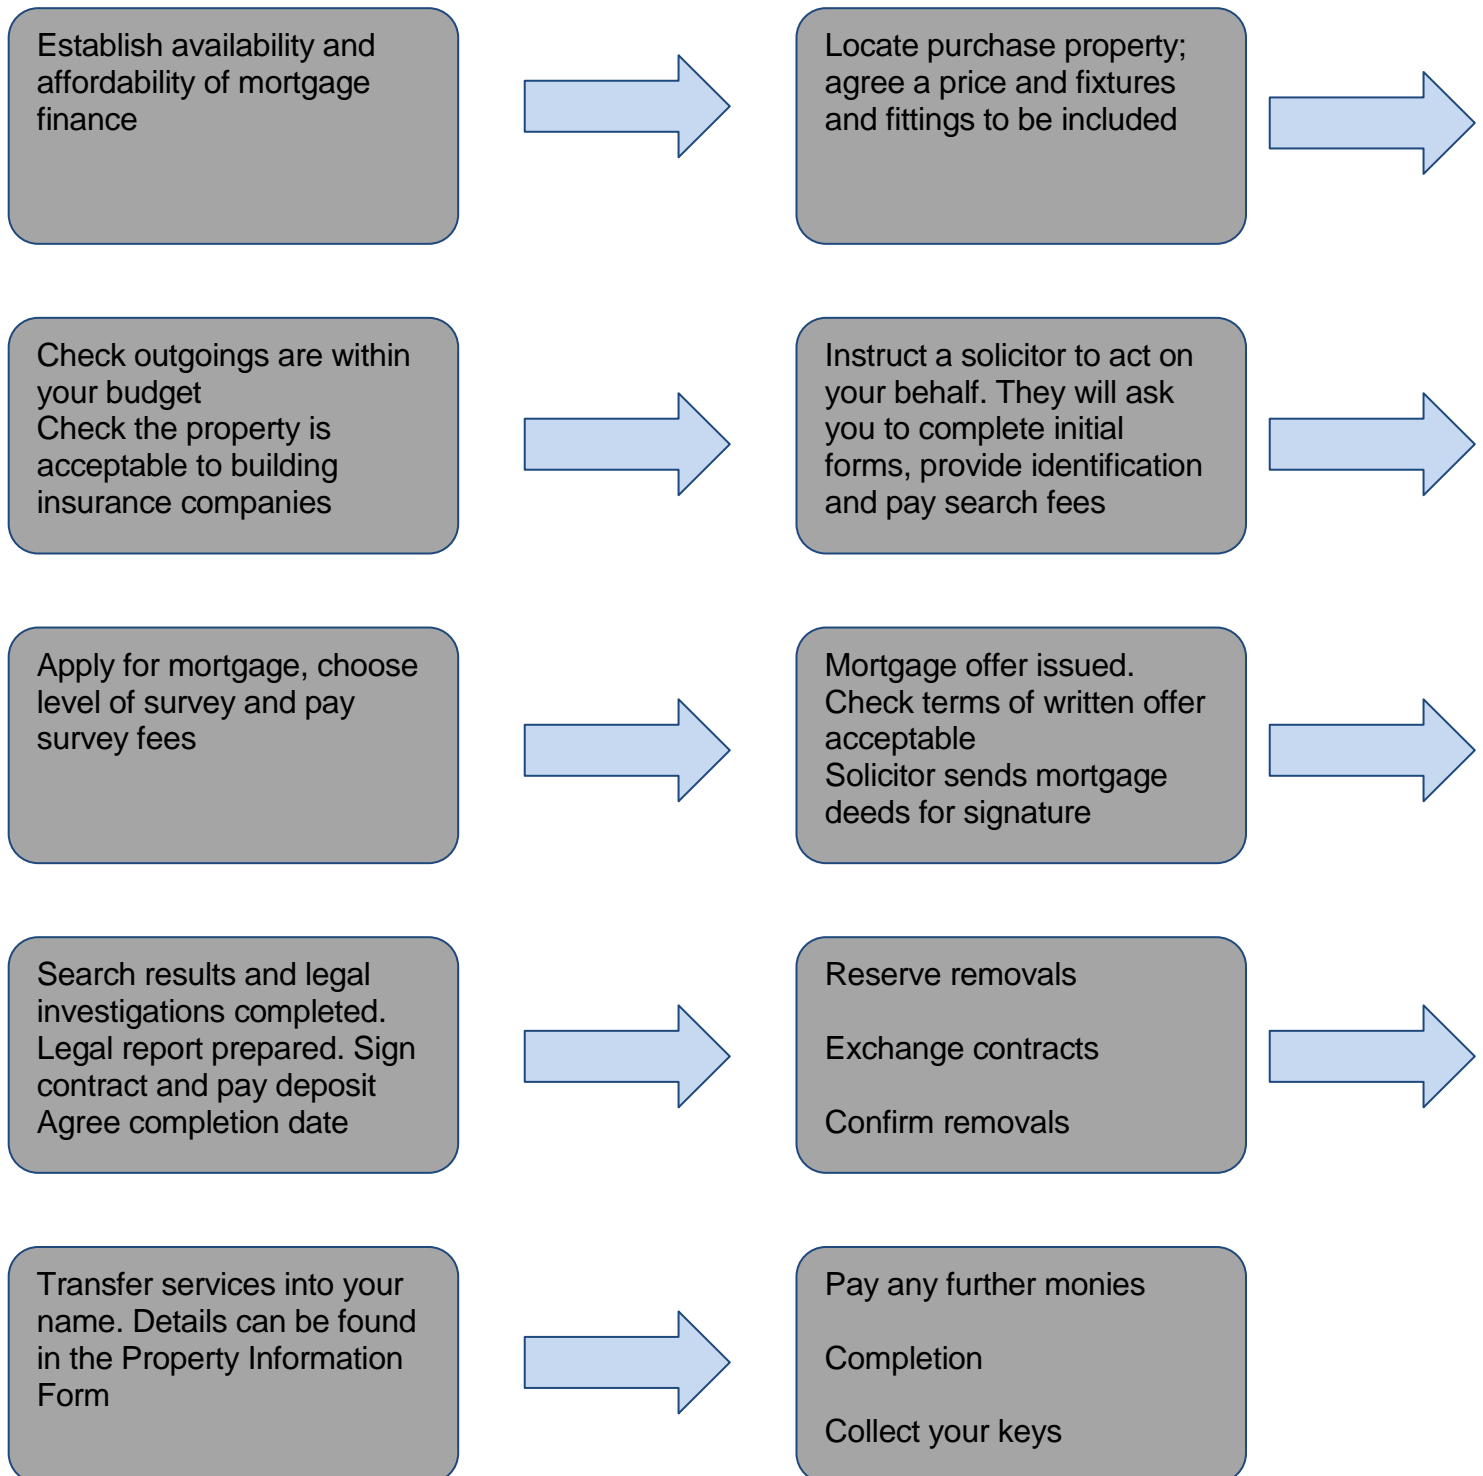 Establish availability and
affordability of mortgage
finance
Locate purchase property;
agree a price and fixtures
and fittings to be included
Check outgoings are within
your budget
Check the property is
acceptable to building
insurance companies
Instruct a solicitor to act on
your behalf. They will ask
you to complete initial
forms, provide identification
and pay search fees
Apply for mortgage, choose
level of survey and pay
survey fees
Mortgage offer issued.
Check terms of written offer
acceptable
Solicitor sends mortgage
deeds for signature
Search results and legal
investigations completed.
Legal report prepared. Sign
contract and pay deposit
Agree completion date
Reserve removals
Exchange contracts
Confirm removals
Transfer services into your
name. Details can be found
in the Property Information
Form
Pay any further monies
Completion
Collect your keys